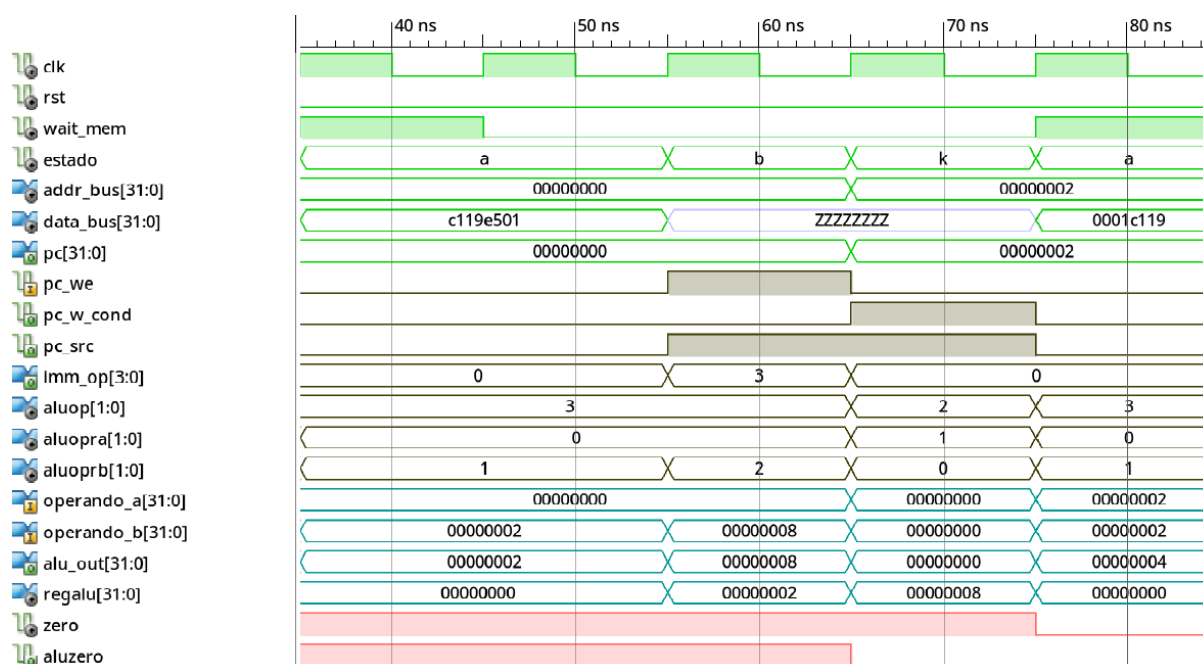 40 ns 50 ns 60 ns 70 ns 80 ns
clk
rst
wait_mem
estado a b k a
addr_bus[31:0] 00000000 00000002
data_bus[31:0] c119e501 ZZZZZZZZ 0001c119
pc[31:0] 00000000 00000002
pc_we
pc_w_cond
pc_src
Imm_op[3:0] 0 3 0
aluop[1:0] 3 2 3
aluopra[1:0] 0 1 0
aluoprb[1:0] 1 2 0 1
operando_a[31:0] 00000000 00000000 00000002
operando_b[31:0] 00000002 00000008 00000000 00000002
alu_out[31:0] 00000002 00000008 00000000 00000004
regalu[31:0] 00000000 00000002 00000008 00000000
zero
aluzero